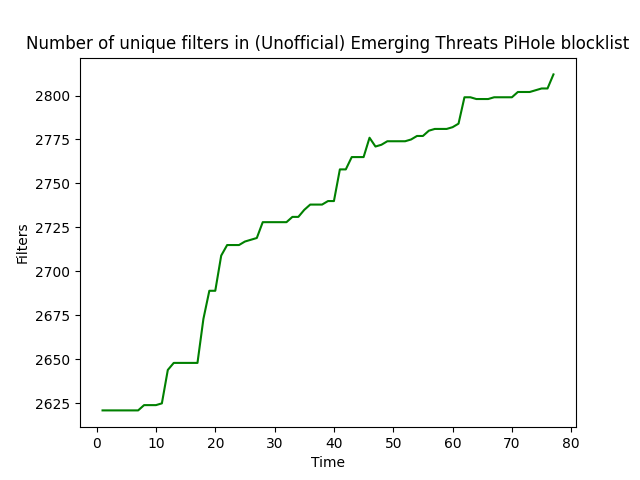 Number of unique filters in (Unofficial) Emerging Threats PiHole blocklist
2800
2775
2750
2725
2700
2675
2650
2625
Filters
0 10 20 30 40 50 60 70 80
Time